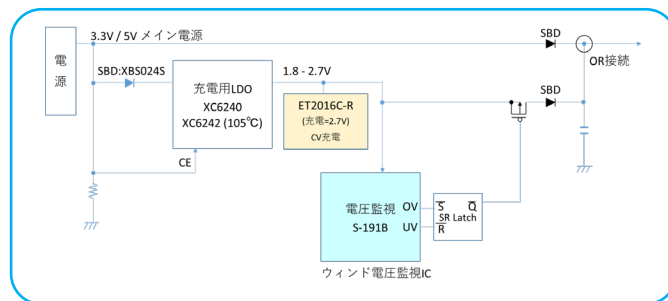 3.3V / 5V メイン電源
SBD
電
源
OR接続
SBD:XBS024S
充電用LDO
XC6240
XC6242 (105℃)
1.8 - 2.7V
ET2016C-R
(充電=2.7V)
CV充電
SBD
CE
電圧監視
S-191B
OV
UV
S
Q
SR Latch
R
ウィンド電圧監視IC